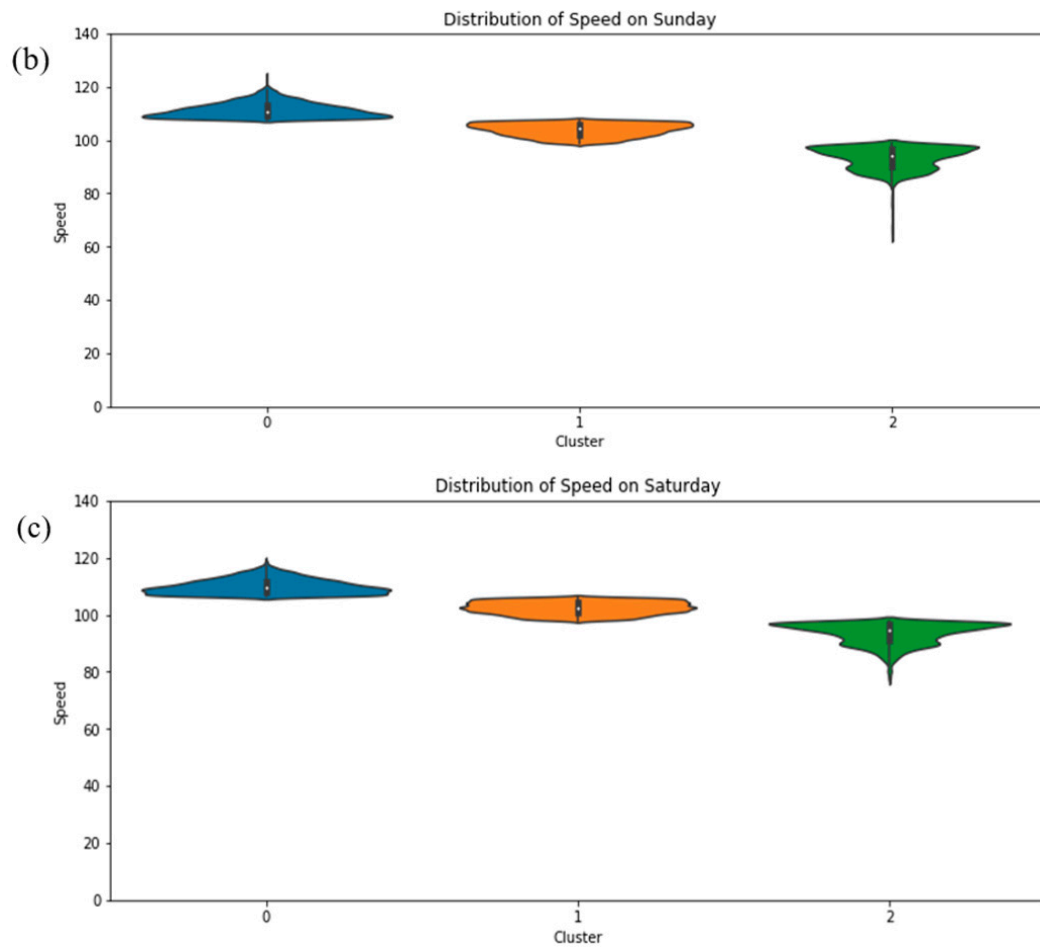 Distribution of Speed on Sunday
(b)
140
120
100
80
60
40
20
0
Speed
0 1 2
Cluster
Distribution of Speed on Saturday
(c)
140
120
100
80
60
40
20
0
Speed
0 1 2
Cluster